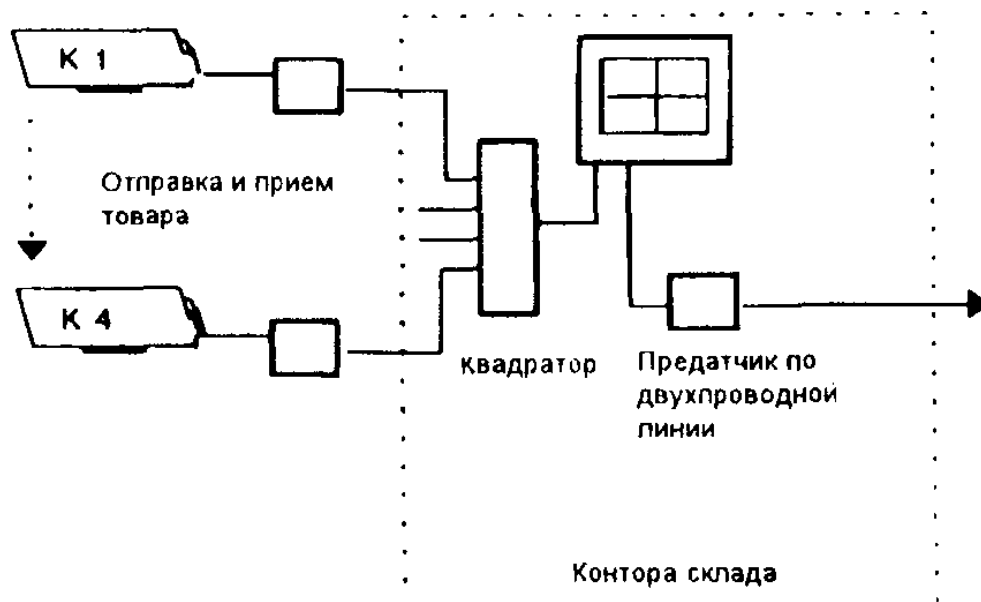 К 1
Отправка и прием
товара
К 4
Квадратор
Предатчик по
двухпроводной
линии
Контора склада